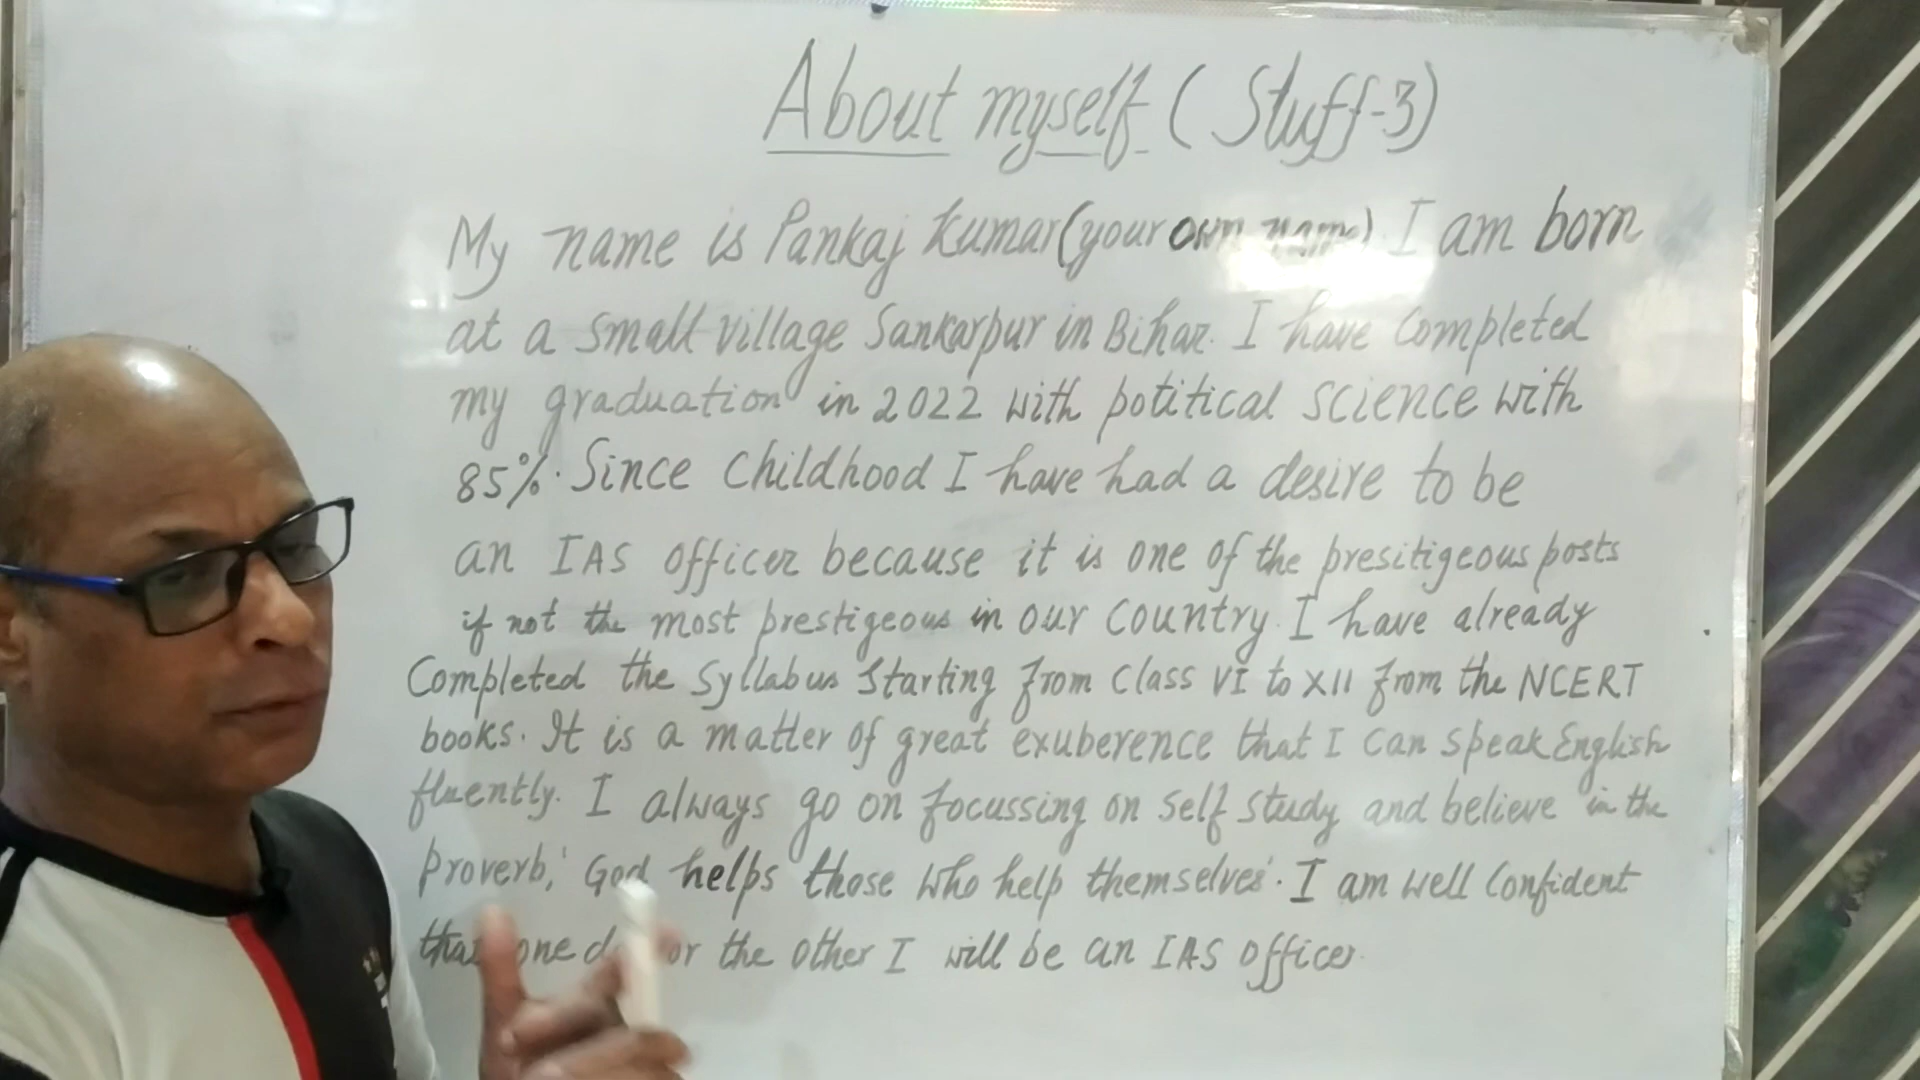 About myself (Stuff-3)
My name is Pankaj Kumar (your own name). I am born
at a small village Sankarpur in Bihar. I have completed
my graduation in 2022 with potitical science with
85%. Since Childhood I have had a desire to be
an IAS officer because it is one of the presitigeous posts
if not the most prestigeous in our Country. I have already
Completed the Syllabus Starting from Class VI to XII from the NCERT
books. It is a matter of great exuberence that I can speak English
fluently. I always go on focussing on self study and believe in the
proverb, 'God helps those who help themselves'. I am well Confident
that one or the other I will be an IAS officer.